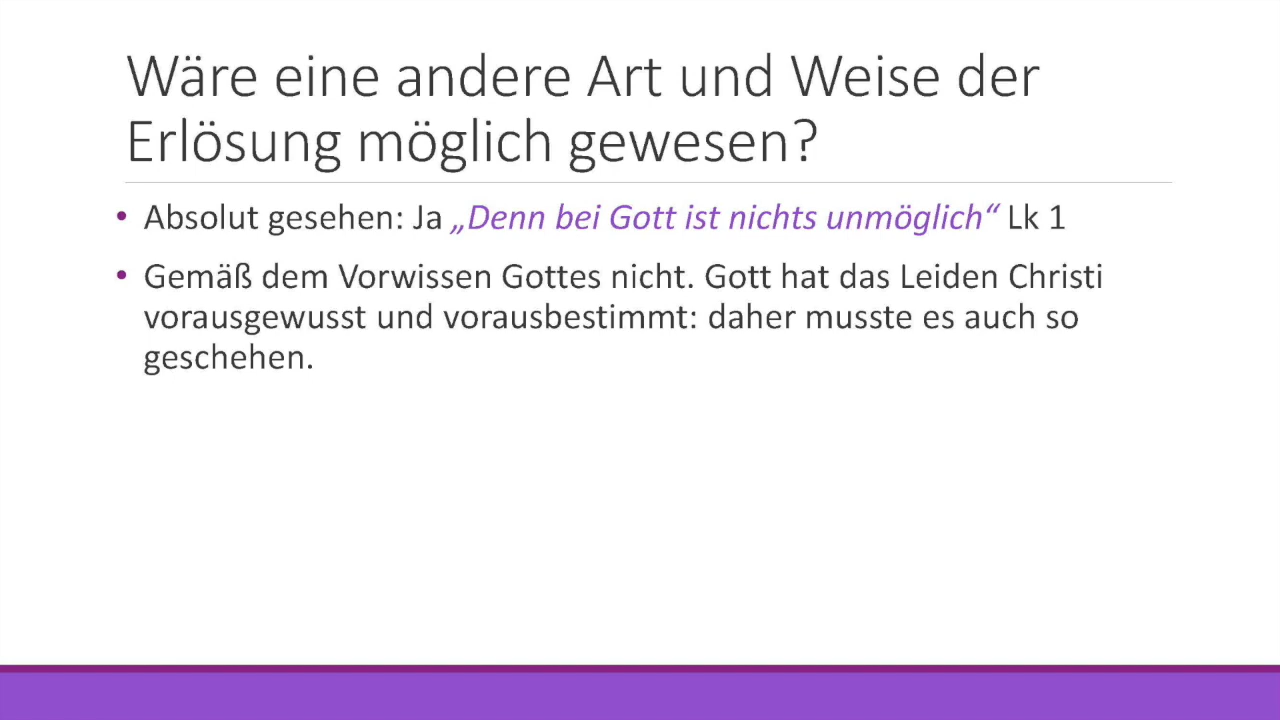 Wäre eine andere Art und Weise der
Erlösung möglich gewesen?
• Absolut gesehen: Ja „Denn bei Gott ist nichts unmöglich“ Lk 1
• Gemäß dem Vorwissen Gottes nicht. Gott hat das Leiden Christi
vorausgewusst und vorausbestimmt: daher musste es auch so
geschehen.